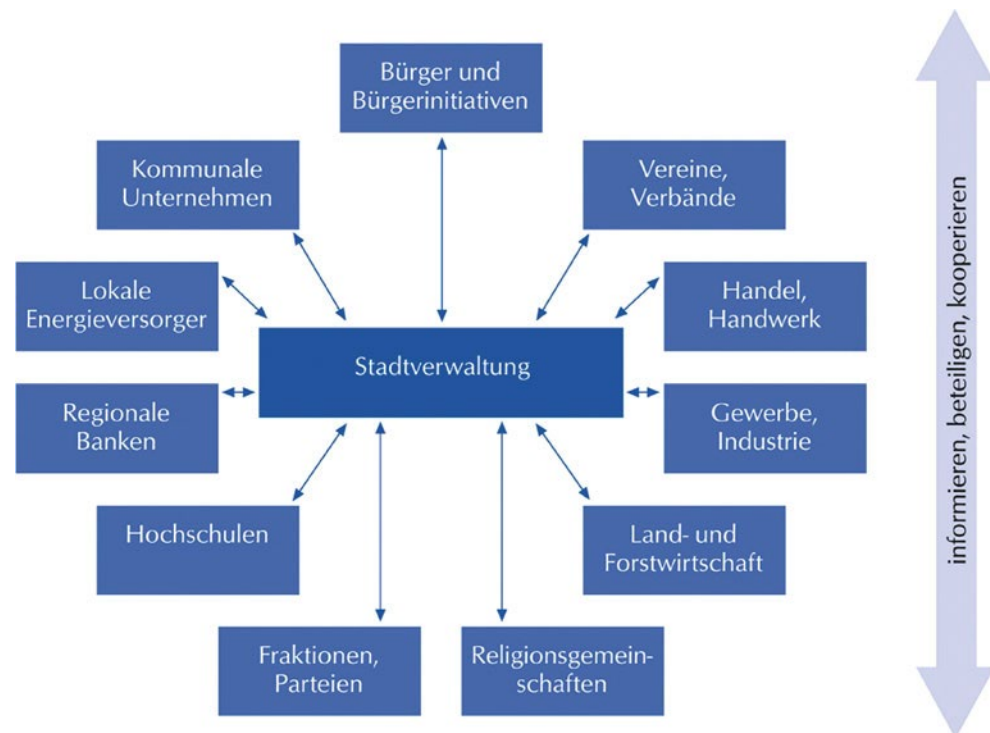 Bürger und
Bürgerinitiativen
Kommunale
Unternehmen
Vereine,
Verbände
Lokale
Energieversorger
Handel,
Handwerk
Stadtverwaltung
Regionale
Banken
Gewerbe,
Industrie
Hochschulen
Land- und
Forstwirtschaft
Fraktionen,
Parteien
Religionsgemein-
schaften
informieren, beteiligen, kooperieren